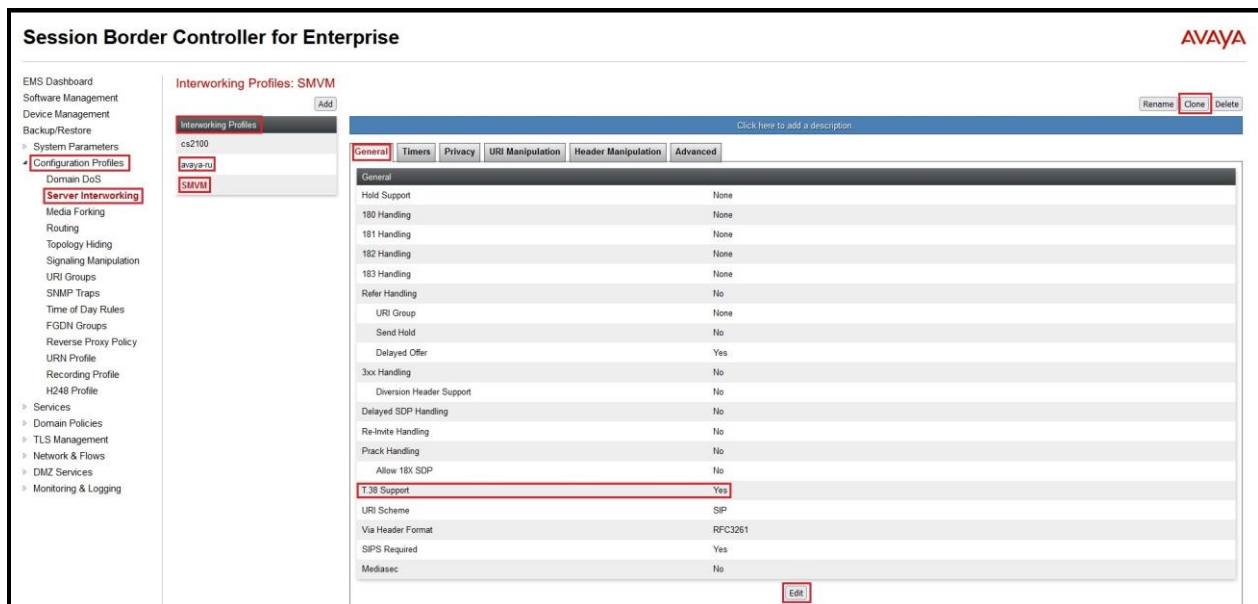 Session Border Controller for Enterprise
AVAYA
EMS Dashboard
Software Management
Device Management
Backup/Restore
System Parameters
Configuration Profiles
Domain DoS
Server Interworking
Media Forking
Routing
Topology Hiding
Signaling Manipulation
URI Groups
SNMP Traps
Time of Day Rules
FGDN Groups
Reverse Proxy Policy
URN Profile
Recording Profile
H248 Profile
Services
Domain Policies
TLS Management
Network & Flows
DMZ Services
Monitoring & Logging
Interworking Profiles: SMVM
Add
Rename Clone Delete
Interworking Profiles
cs2100
avaya-ru
SMVM
Click here to add a description.
General Timers Privacy URI Manipulation Header Manipulation Advanced
General
Hold Support None
180 Handling None
181 Handling None
182 Handling None
183 Handling None
Refer Handling No
URI Group None
Send Hold No
Delayed Offer Yes
3xx Handling No
Diversion Header Support No
Delayed SDP Handling No
Re-Invite Handling No
Prack Handling No
Allow 18X SDP No
T.38 Support Yes
URI Scheme SIP
Via Header Format RFC3261
SIPS Required Yes
Mediasec No
Edit